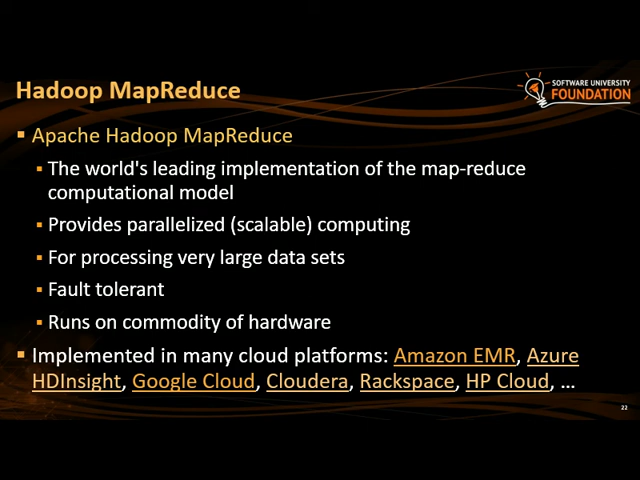 Hadoop MapReduce
SOFTWARE UNIVERSITY
FOUNDATION
▪ Apache Hadoop MapReduce
▪ The world's leading implementation of the map-reduce
computational model
▪ Provides parallelized (scalable) computing
▪ For processing very large data sets
▪ Fault tolerant
▪ Runs on commodity of hardware
▪ Implemented in many cloud platforms: Amazon EMR, Azure
HDInsight, Google Cloud, Cloudera, Rackspace, HP Cloud, …
22